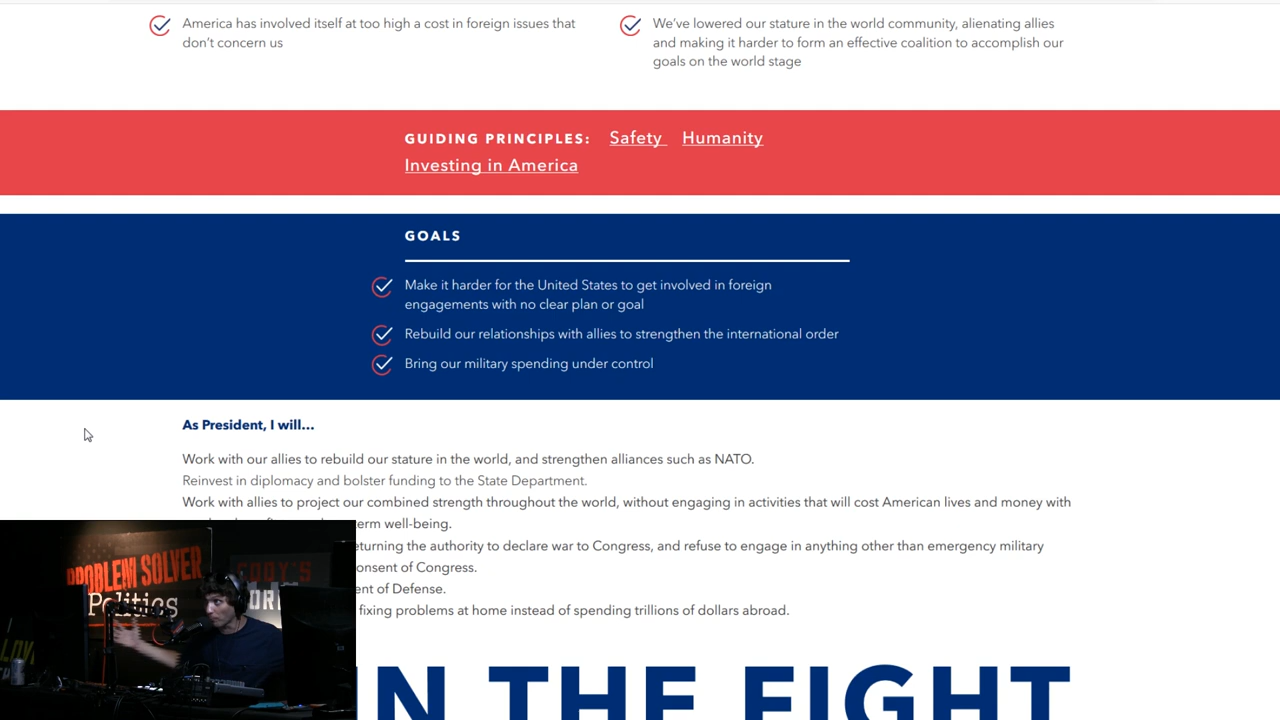 America has involved itself at too high a cost in foreign issues that
don't concern us
We've lowered our stature in the world community, alienating allies
and making it harder to form an effective coalition to accomplish our
goals on the world stage
GUIDING PRINCIPLES: Safety Humanity
Investing in America
GOALS
Make it harder for the United States to get involved in foreign
engagements with no clear plan or goal
Rebuild our relationships with allies to strengthen the international order
Bring our military spending under control
As President, I will...
Work with our allies to rebuild our stature in the world, and strengthen alliances such as NATO.
Reinvest in diplomacy and bolster funding to the State Department.
Work with allies to project our combined strength throughout the world, without engaging in activities that will cost American lives and money with
term well-being.
eturning the authority to declare war to Congress, and refuse to engage in anything other than emergency military
onsent of Congress.
ent of Defense.
fixing problems at home instead of spending trillions of dollars abroad.
PROBLEM SOLVER
Politics
N THE FIGHT